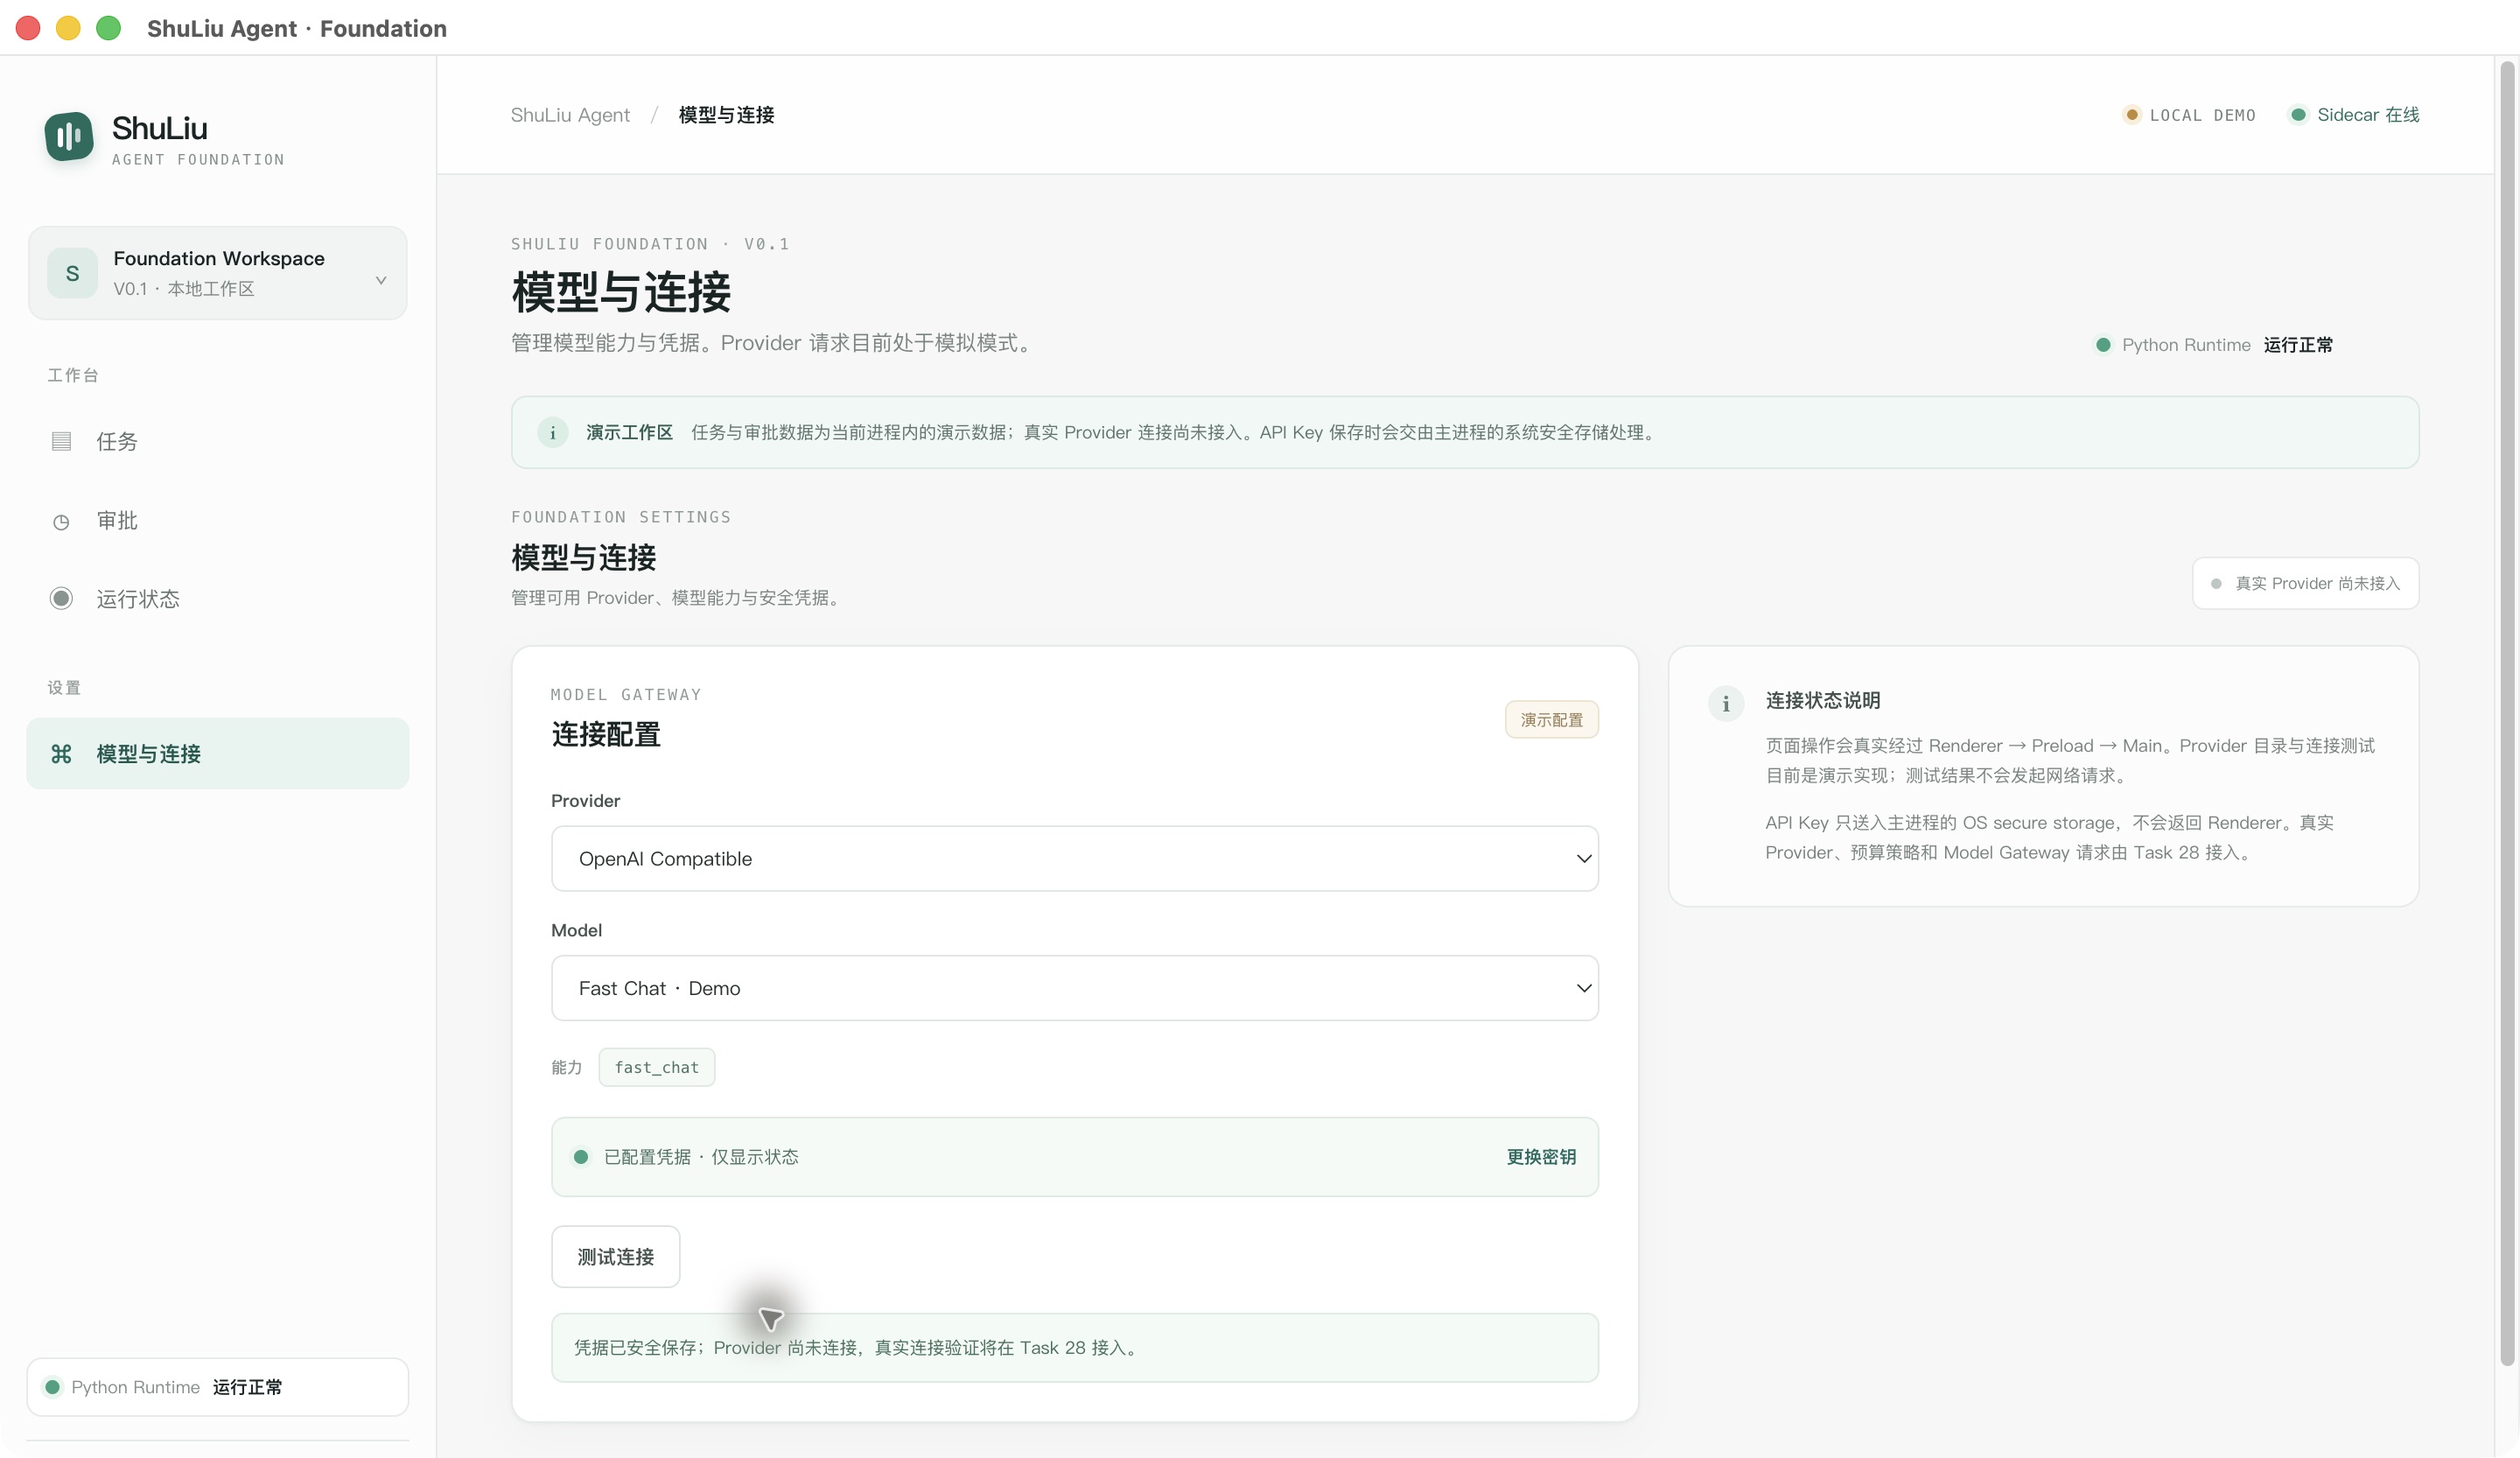 ShuLiu Agent · Foundation
ShuLiu
AGENT FOUNDATION
S
Foundation Workspace
V0.1 · 本地工作区
工作台
任务
审批
运行状态
设置
模型与连接
Python Runtime 运行正常
ShuLiu Agent / 模型与连接
LOCAL DEMO
Sidecar 在线
SHULIU FOUNDATION · V0.1
模型与连接
管理模型能力与凭据。Provider 请求目前处于模拟模式。
Python Runtime 运行正常
i 演示工作区 任务与审批数据为当前进程内的演示数据；真实 Provider 连接尚未接入。API Key 保存时会交由主进程的系统安全存储处理。
FOUNDATION SETTINGS
模型与连接
管理可用 Provider、模型能力与安全凭据。
真实 Provider 尚未接入
MODEL GATEWAY
连接配置
演示配置
Provider
OpenAI Compatible
Model
Fast Chat · Demo
能力 fast_chat
已配置凭据 · 仅显示状态
更换密钥
测试连接
凭据已安全保存；Provider 尚未连接，真实连接验证将在 Task 28 接入。
i 连接状态说明
页面操作会真实经过 Renderer → Preload → Main。Provider 目录与连接测试
目前是演示实现；测试结果不会发起网络请求。
API Key 只送入主进程的 OS secure storage，不会返回 Renderer。真实
Provider、预算策略和 Model Gateway 请求由 Task 28 接入。